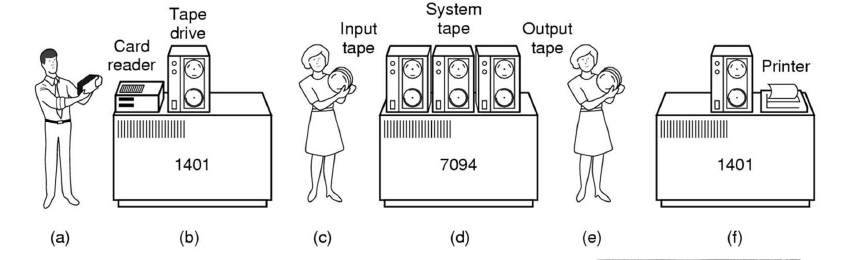 Tape
drive
Card
reader
1401
Input
tape
System
tape
7094
Output
tape
Printer
1401
(a)
(b)
(c)
(d)
(e)
(f)